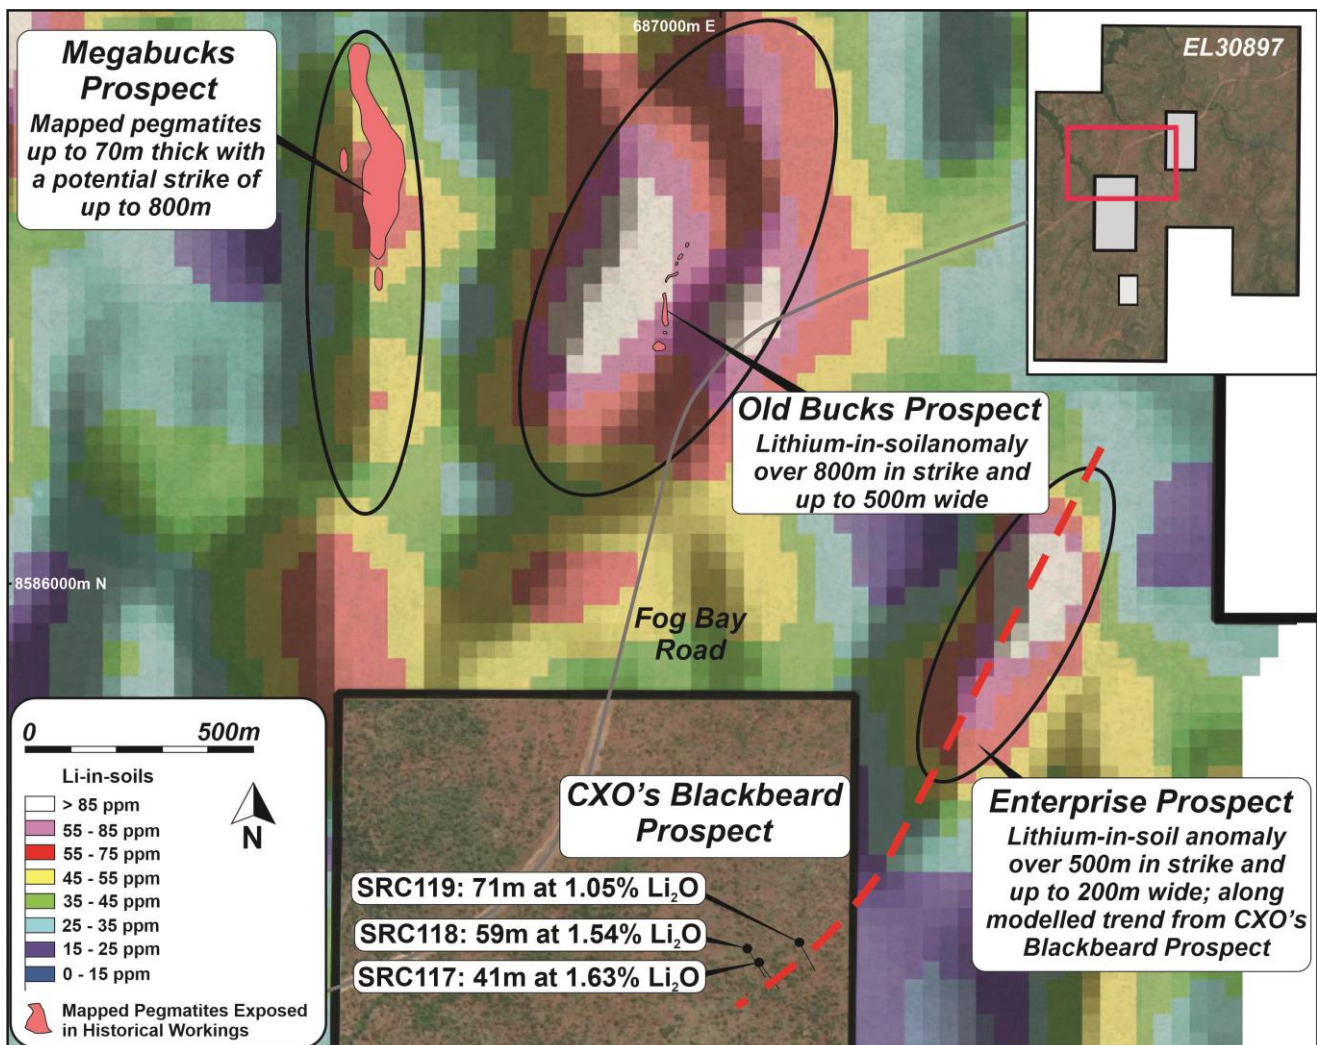 687000m E
Megabucks
Prospect
Mapped pegmatites
up to 70m thick with
a potential strike of
up to 800m
EL30897
Old Bucks Prospect
Lithium-in-soilanomaly
over 800m in strike and
up to 500m wide
8586000m N
Fog Bay
Road
0 500m
Li-in-soils
> 85 ppm
55 - 85 ppm
55 - 75 ppm
45 - 55 ppm
35 - 45 ppm
25 - 35 ppm
15 - 25 ppm
0 - 15 ppm
N
Mapped Pegmatites Exposed
in Historical Workings
CXO's Blackbeard
Prospect
SRC119: 71m at 1.05% Li₂O
SRC118: 59m at 1.54% Li₂O
SRC117: 41m at 1.63% Li₂O
Enterprise Prospect
Lithium-in-soil anomaly
over 500m in strike and
up to 200m wide; along
modelled trend from CXO's
Blackbeard Prospect